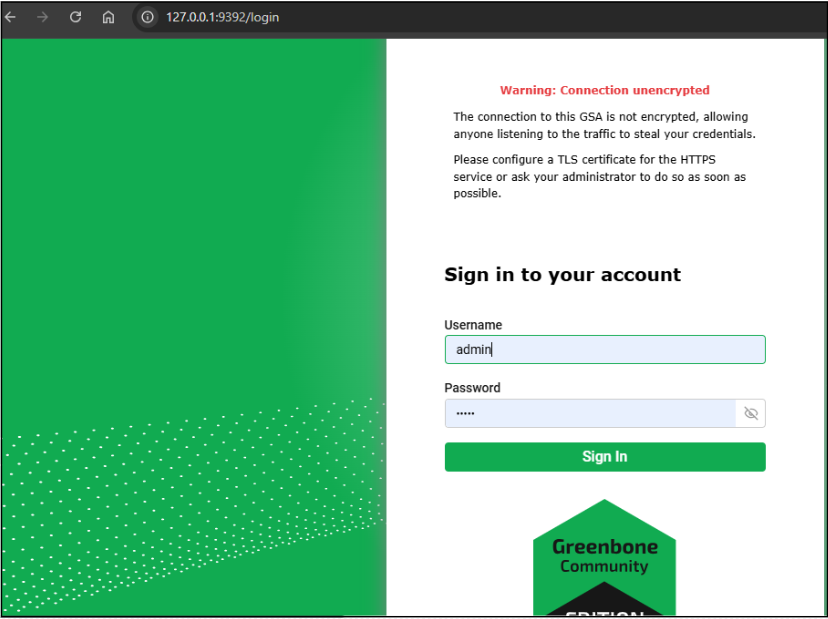 127.0.0.1:9392/login
Warning: Connection unencrypted
The connection to this GSA is not encrypted, allowing
anyone listening to the traffic to steal your credentials.
Please configure a TLS certificate for the HTTPS
service or ask your administrator to do so as soon as
possible.
Sign in to your account
Username
admin
Password
•••••
Sign In
Greenbone
Community
EDITION